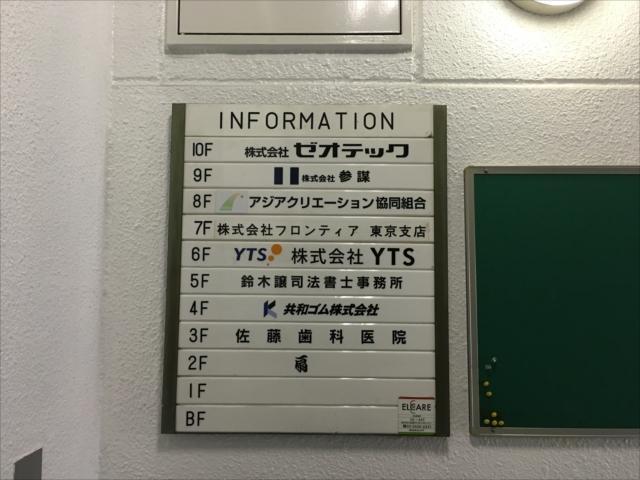 INFORMATION
10F 株式会社 ゼオテック
9F 株式会社 参謀
8F アジアクリエーション協同組合
7F 株式会社フロンティア 東京支店
6F YTS 株式会社 YTS
5F 鈴木譲司法書士事務所
4F K 共和ゴム株式会社
3F 佐藤歯科医院
2F 扇
1F
BF
ELCARE